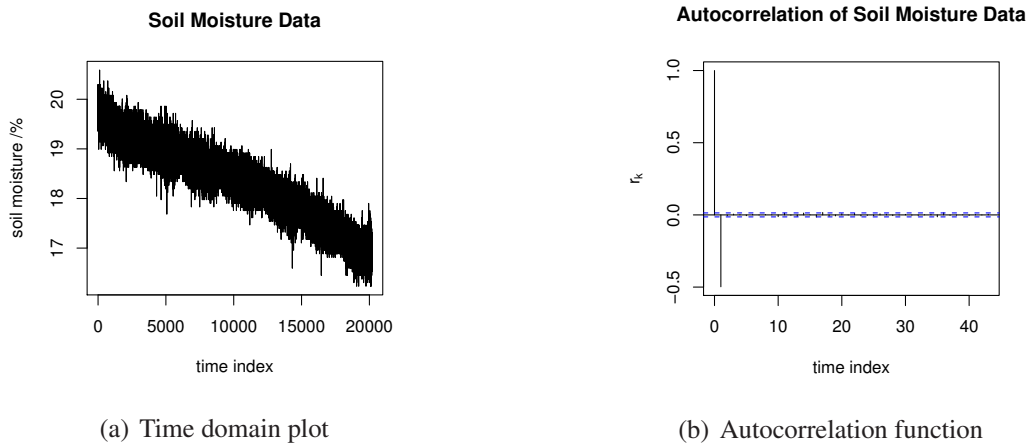 Soil Moisture Data
soil moisture /%
20
19
18
17
0 5000 10000 15000 20000
time index
(a) Time domain plot
Autocorrelation of Soil Moisture Data
r_k
1.0
0.5
0.0
−0.5
0 10 20 30 40
time index
(b) Autocorrelation function